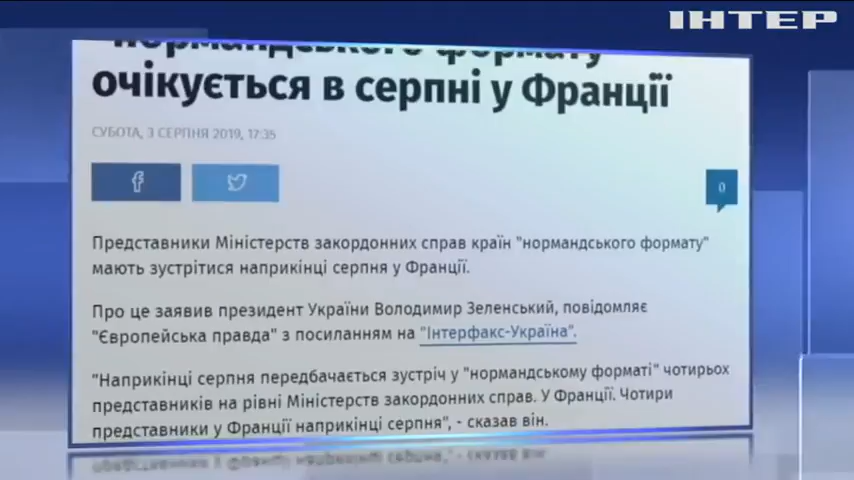 ІНТЕР
"нормандського формату"
очікується в серпні у Франції
СУБОТА, 3 СЕРПНЯ 2019, 17:35
0
Представники Міністерств закордонних справ країн "нормандського формату"
мають зустрітися наприкінці серпня у Франції.
Про це заявив президент України Володимир Зеленський, повідомляє
"Європейська правда" з посиланням на "Інтерфакс-Україна".
"Наприкінці серпня передбачається зустріч у "нормандському форматі" чотирьох
представників на рівні Міністерств закордонних справ. У Франції. Чотири
представники у Франції наприкінці серпня", - сказав він.